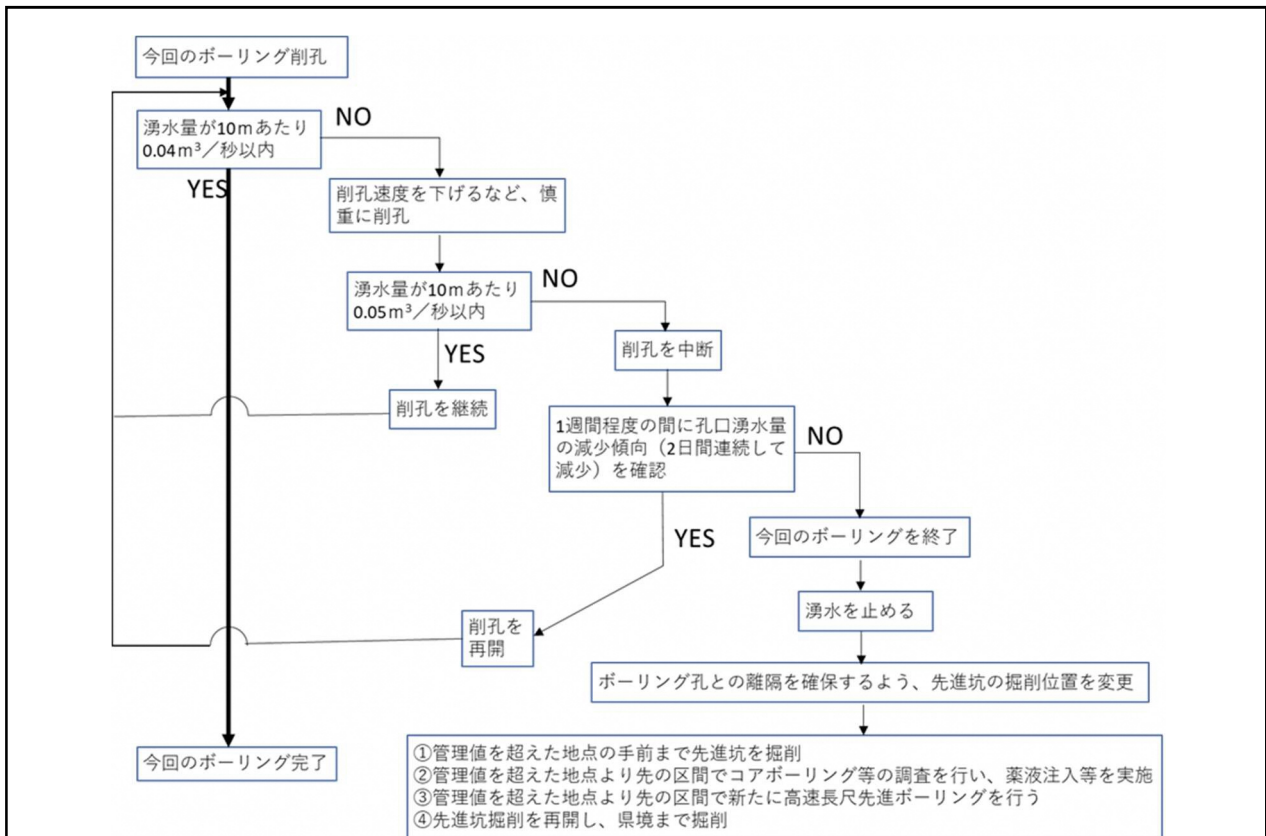 今回のボーリング削孔
湧水量が10mあたり
0.04m³／秒以内
NO
YES
削孔速度を下げるなど、慎
重に削孔
湧水量が10mあたり
0.05m³／秒以内
NO
YES
削孔を中断
削孔を継続
1週間程度の間に孔口湧水量
の減少傾向（2日間連続して
減少）を確認
NO
YES
今回のボーリングを終了
湧水を止める
削孔を
再開
ボーリング孔との離隔を確保するよう、先進坑の掘削位置を変更
今回のボーリング完了
①管理値を超えた地点の手前まで先進坑を掘削
②管理値を超えた地点より先の区間でコアボーリング等の調査を行い、薬液注入等を実施
③管理値を超えた地点より先の区間で新たに高速長尺先進ボーリングを行う
④先進坑掘削を再開し、県境まで掘削